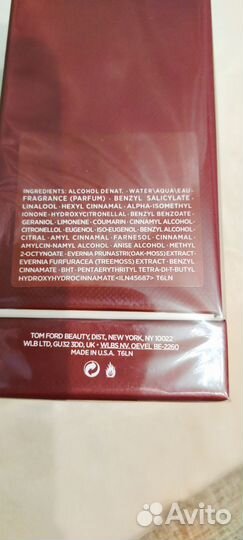 INGREDIENTS: ALCOHOL DENAT. • WATER\AQUA\EAU •
FRAGRANCE (PARFUM) • BENZYL SALICYLATE •
LINALOOL • HEXYL CINNAMAL • ALPHA-ISOMETHYL
IONONE • HYDROXYCITRONELLAL • BENZYL BENZOATE •
GERANIOL • LIMONENE • COUMARIN • CINNAMYL ALCOHOL •
CITRONELLOL • EUGENOL • ISO-EUGENOL • BENZYL ALCOHOL •
CITRAL • AMYL CINNAMAL • FARNESOL • CINNAMAL •
AMYLCIN-NAMYL ALCOHOL • ANISE ALCOHOL • METHYL
2-OCTYNOATE • EVERNIA PRUNASTRI (OAK-MOSS) EXTRACT •
EVERNIA FURFURACEA (TREEMOSS) EXTRACT • BENZYL
CINNAMATE • BHT • PENTAERYTHRITYL TETRA-DI-T-BUTYL
HYDROXYHYDROCINNAMATE <ILN45687> T6LN
TOM FORD BEAUTY, DIST., NEW YORK, NY 10022
WLB LTD, GU32 3DD, UK • WLBS NV. OEVEL BE-2260
MADE IN U.S.A. T6LN
Avito